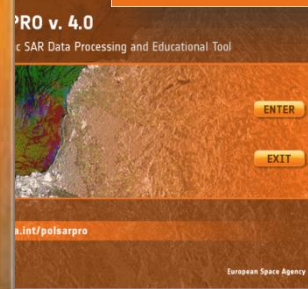 PRO v. 4.0
c SAR Data Processing and Educational Tool
ENTER
EXIT
a.int/polsarpro
European Space Agency